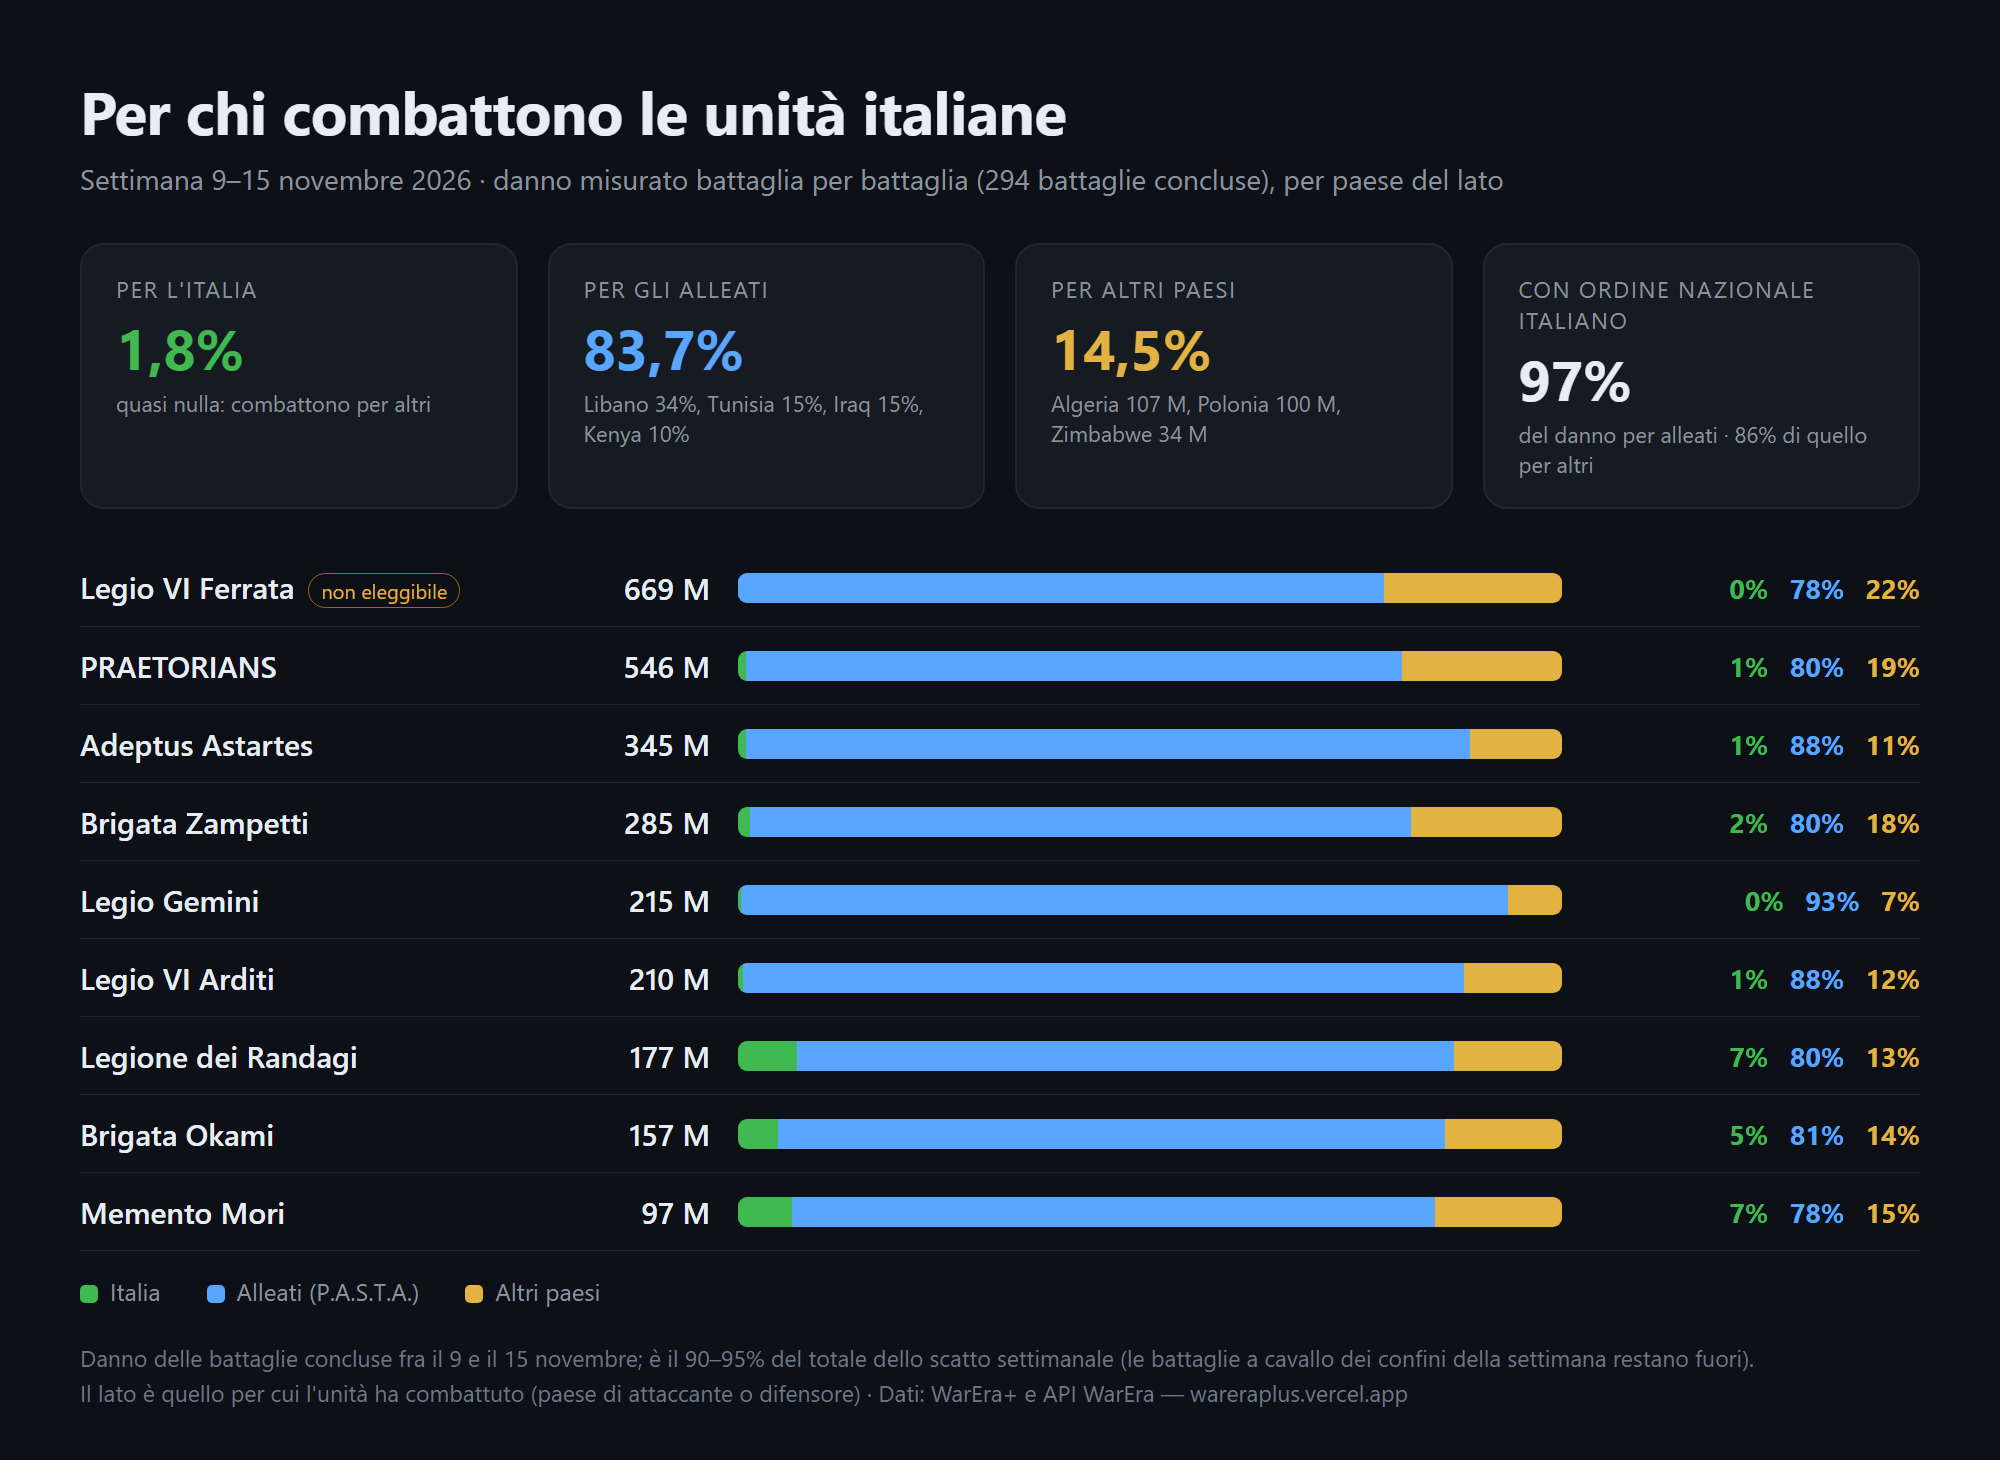 Per chi combattono le unità italiane
Settimana 9–15 novembre 2026 · danno misurato battaglia per battaglia (294 battaglie concluse), per paese del lato
PER L'ITALIA
1,8%
quasi nulla: combattono per altri
PER GLI ALLEATI
83,7%
Libano 34%, Tunisia 15%, Iraq 15%,
Kenya 10%
PER ALTRI PAESI
14,5%
Algeria 107 M, Polonia 100 M,
Zimbabwe 34 M
CON ORDINE NAZIONALE
ITALIANO
97%
del danno per alleati · 86% di quello
per altri
Legio VI Ferrata non eleggibile 669 M 0% 78% 22%
PRAETORIANS 546 M 1% 80% 19%
Adeptus Astartes 345 M 1% 88% 11%
Brigata Zampetti 285 M 2% 80% 18%
Legio Gemini 215 M 0% 93% 7%
Legio VI Arditi 210 M 1% 88% 12%
Legione dei Randagi 177 M 7% 80% 13%
Brigata Okami 157 M 5% 81% 14%
Memento Mori 97 M 7% 78% 15%
Italia Alleati (P.A.S.T.A.) Altri paesi
Danno delle battaglie concluse fra il 9 e il 15 novembre; è il 90–95% del totale dello scatto settimanale (le battaglie a cavallo dei confini della settimana restano fuori).
Il lato è quello per cui l'unità ha combattuto (paese di attaccante o difensore) · Dati: WarEra+ e API WarEra — wareraplus.vercel.app